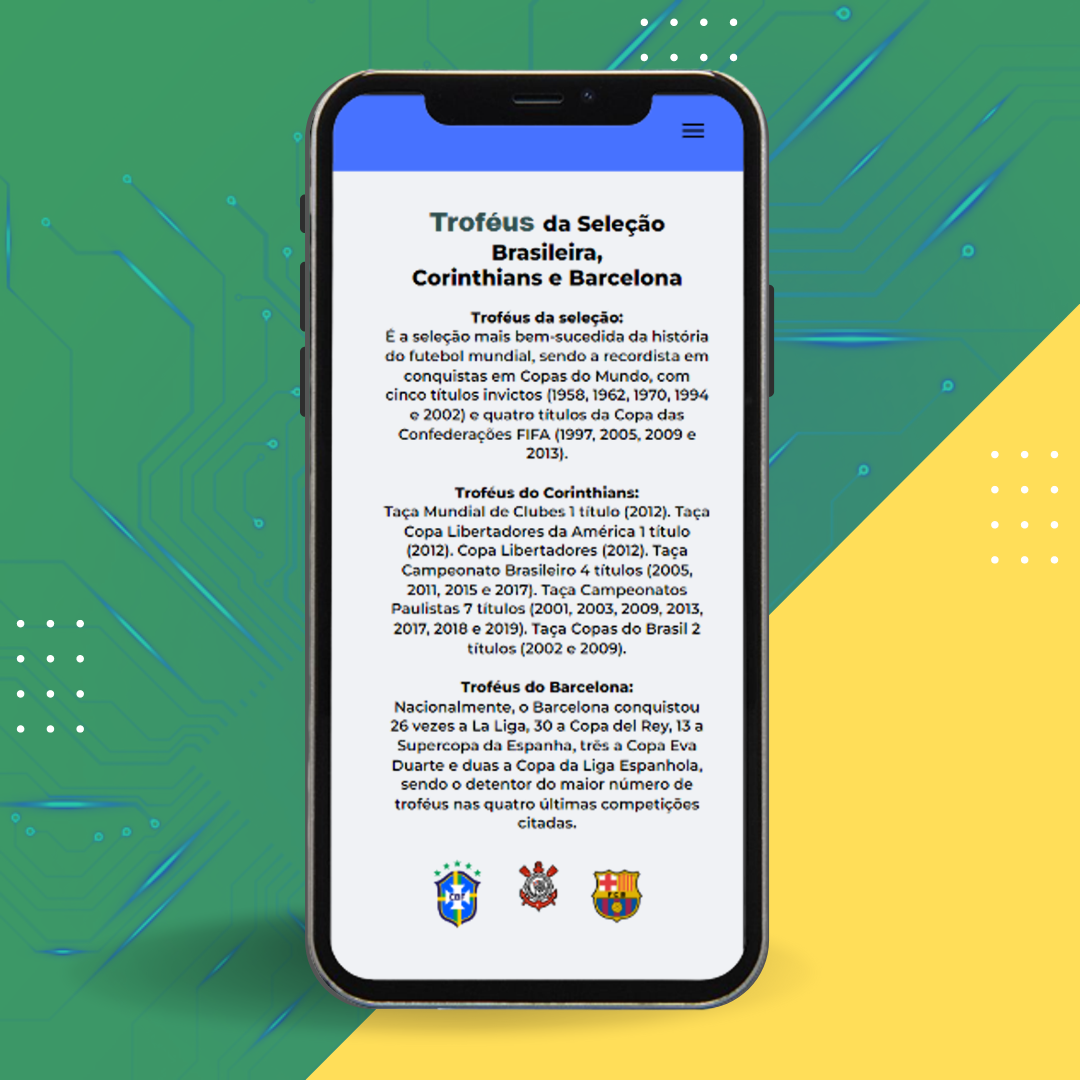 Troféus da Seleção
Brasileira,
Corinthians e Barcelona
Troféus da seleção:
É a seleção mais bem-sucedida da história
do futebol mundial, sendo a recordista em
conquistas em Copas do Mundo, com
cinco títulos invictos (1958, 1962, 1970, 1994
e 2002) e quatro títulos da Copa das
Confederações FIFA (1997, 2005, 2009 e
2013).
Troféus do Corinthians:
Taça Mundial de Clubes 1 título (2012). Taça
Copa Libertadores da América 1 título
(2012). Copa Libertadores (2012). Taça
Campeonato Brasileiro 4 títulos (2005,
2011, 2015 e 2017). Taça Campeonatos
Paulistas 7 títulos (2001, 2003, 2009, 2013,
2017, 2018 e 2019). Taça Copas do Brasil 2
títulos (2002 e 2009).
Troféus do Barcelona:
Nacionalmente, o Barcelona conquistou
26 vezes a La Liga, 30 a Copa del Rey, 13 a
Supercopa da Espanha, três a Copa Eva
Duarte e duas a Copa da Liga Espanhola,
sendo o detentor do maior número de
troféus nas quatro últimas competições
citadas.
CBF
FCB